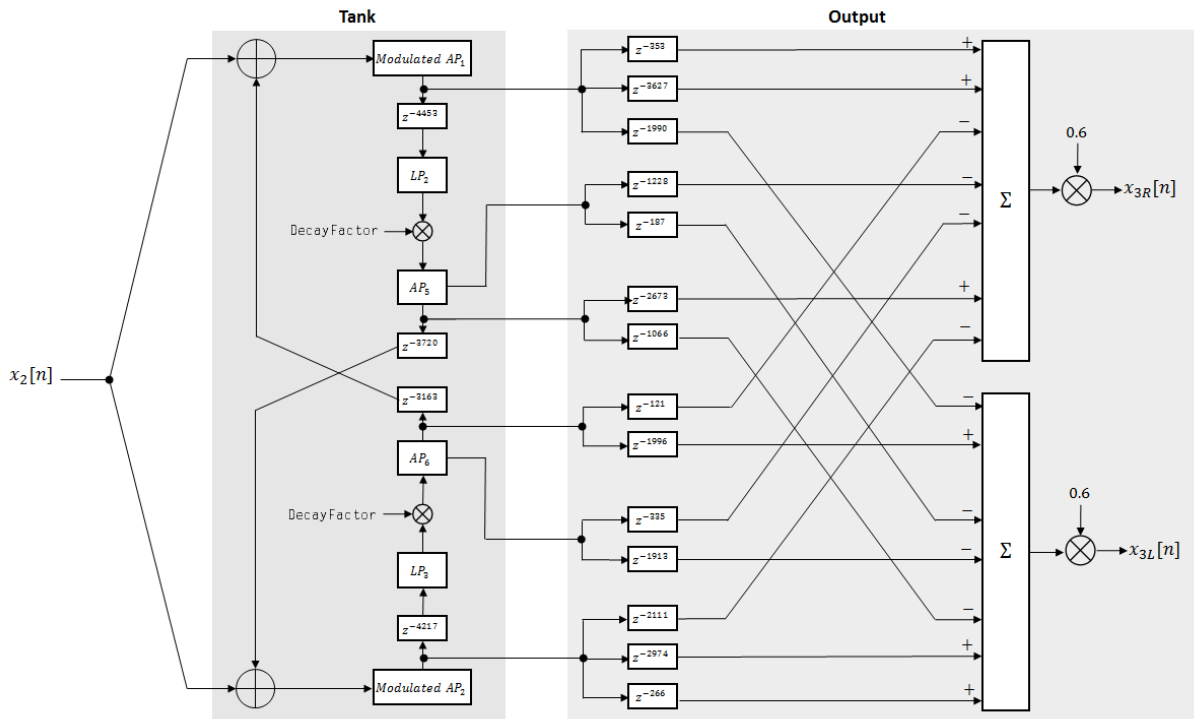 Tank
Output
Modulated AP₁
z⁻³⁵³
+
z⁻³⁶²⁷
+
z⁻⁴⁴⁵³
z⁻¹⁹⁹⁰
−
0.6
LP₂
z⁻¹²²⁸
−
Σ
x₃R[n]
DecayFactor
z⁻¹⁸⁷
−
AP₅
z⁻²⁶⁷³
+
z⁻³⁷²⁰
z⁻¹⁰⁶⁶
−
x₂[n]
z⁻³¹⁶³
z⁻¹²¹
−
AP₆
z⁻¹⁹⁹⁶
+
0.6
DecayFactor
z⁻³³⁵
−
LP₃
z⁻¹⁹¹³
−
Σ
x₃L[n]
z⁻⁴²¹⁷
z⁻²¹¹¹
−
z⁻²⁹⁷⁴
+
Modulated AP₂
z⁻²⁶⁶
+